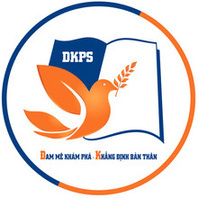 DKPS
ĐAM MÊ KHÁM PHÁ - KHẲNG ĐỊNH BẢN THÂN